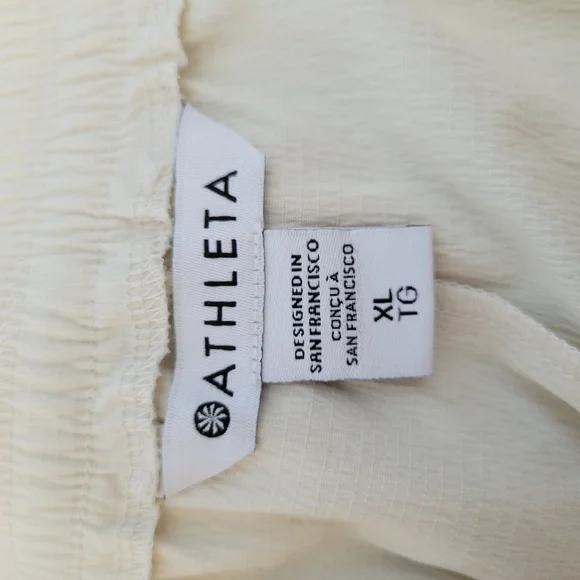 ATHLETA
DESIGNED IN
SAN FRANCISCO
CONÇU À
SAN FRANCISCO
XL
TG